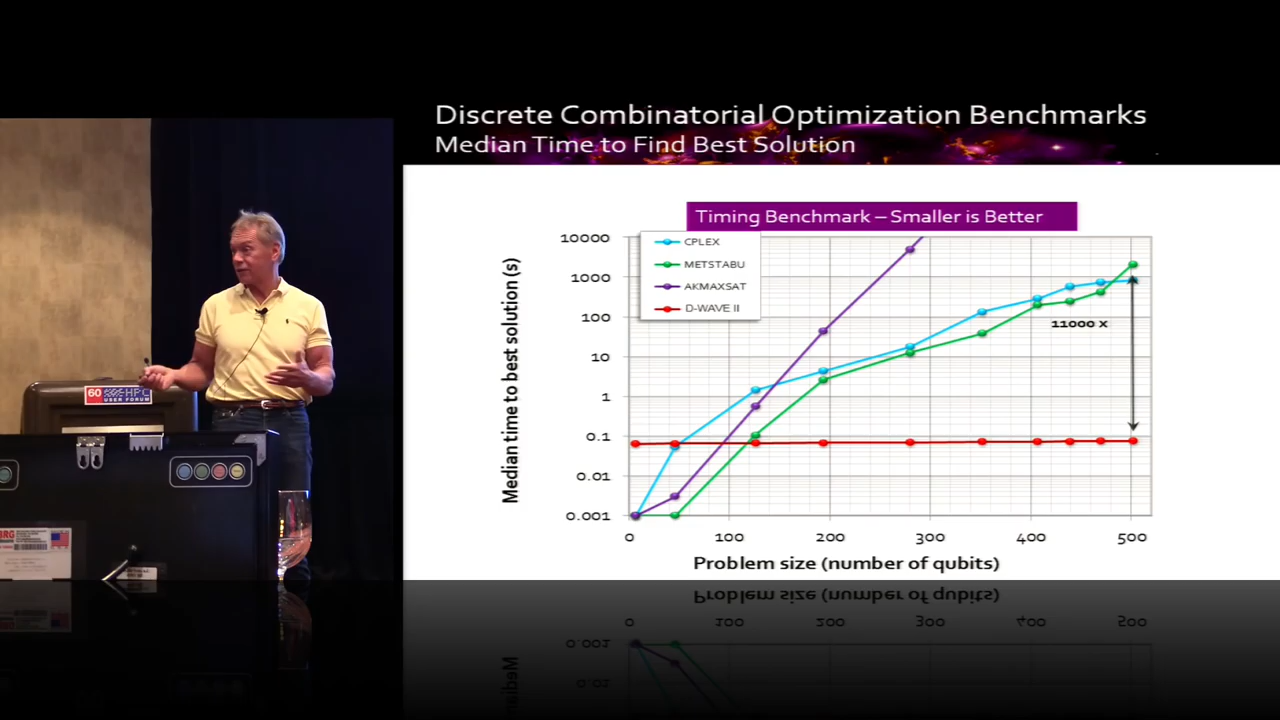 Discrete Combinatorial Optimization Benchmarks
Median Time to Find Best Solution
Timing Benchmark – Smaller is Better
CPLEX
METSTABU
AKMAXSAT
D-WAVE II
Median time to best solution (s)
10000
1000
100
10
1
0.1
0.01
0.001
11000 X
0 100 200 300 400 500
Problem size (number of qubits)
60 HPC
USER FORUM